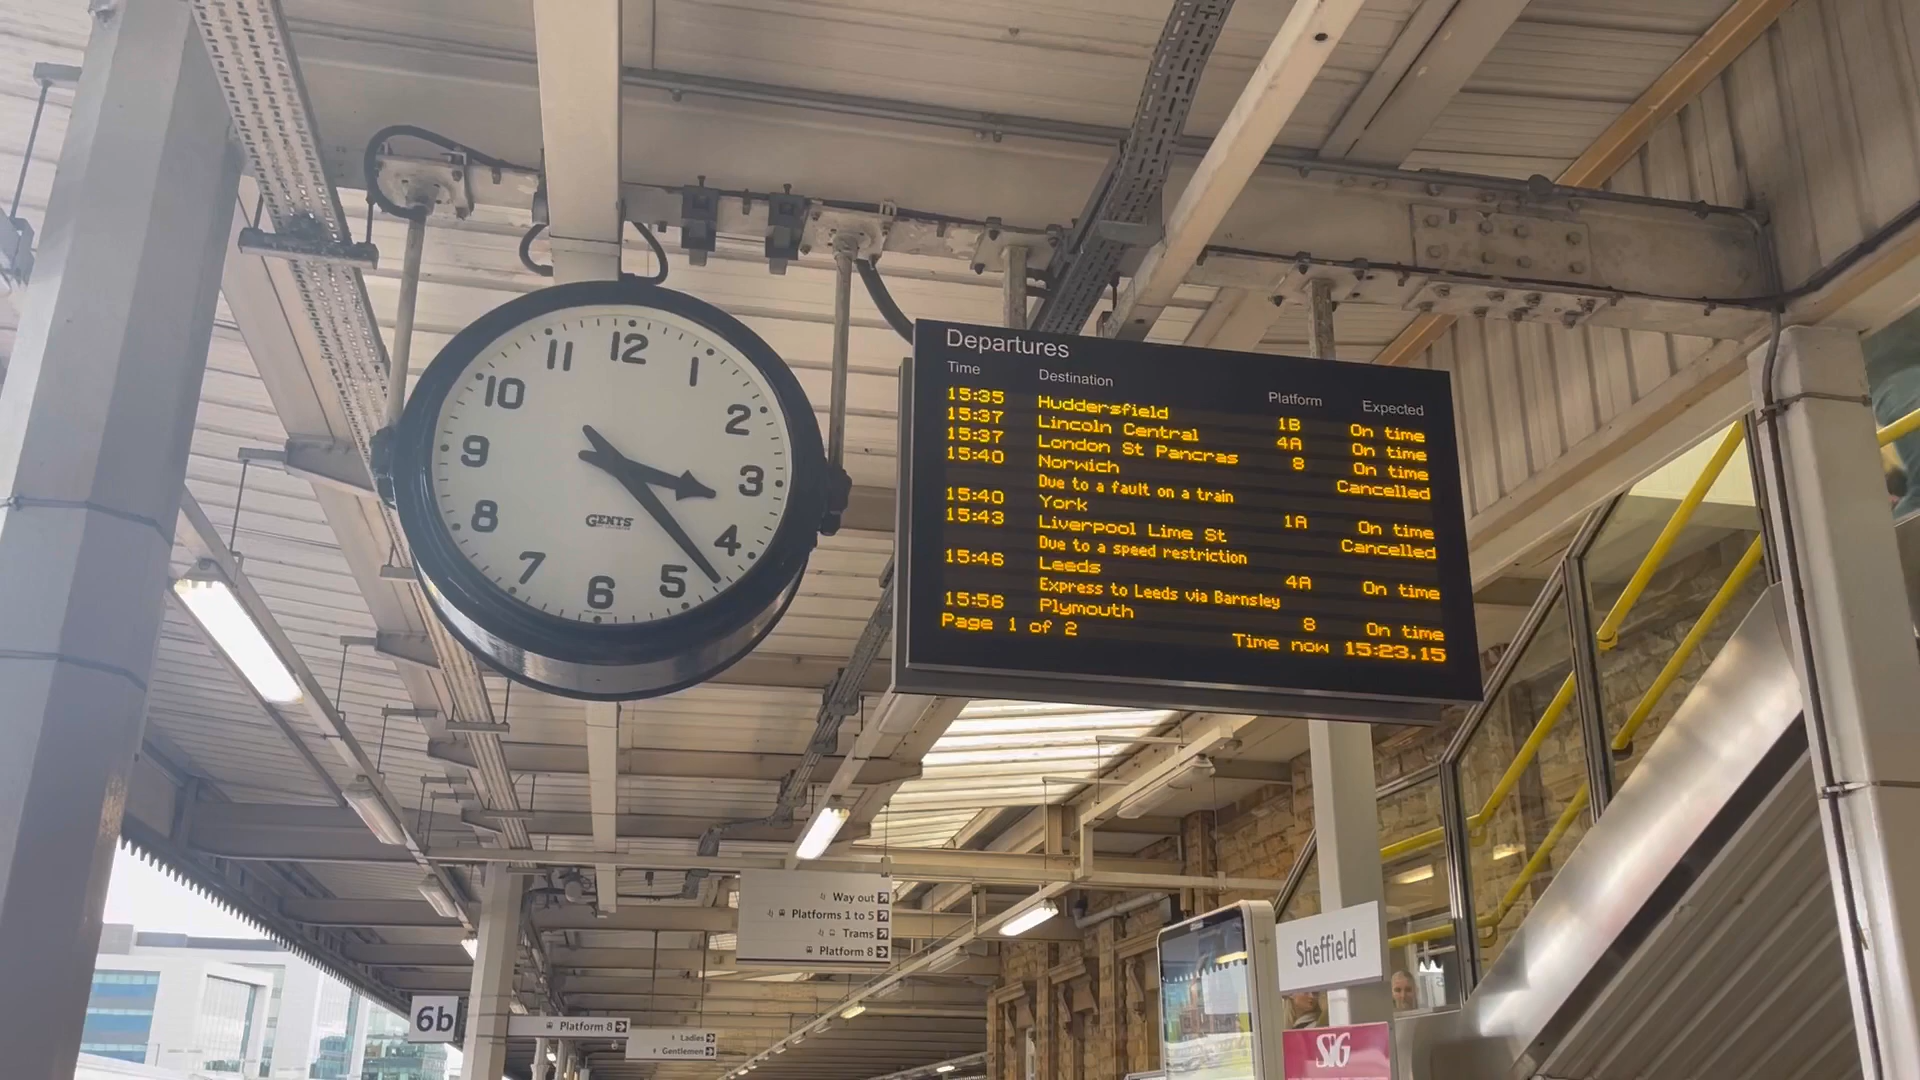 12
11
1
10
2
9
3
8
4
7
5
6
GENTS
Departures
Time Destination Platform Expected
15:35 Huddersfield 1B On time
15:37 Lincoln Central 4A On time
15:37 London St Pancras 8 On time
15:40 Norwich Cancelled
Due to a fault on a train
15:40 York 1A On time
15:43 Liverpool Lime St Cancelled
Due to a speed restriction
15:46 Leeds 4A On time
Express to Leeds via Barnsley
15:56 Plymouth 8 On time
Page 1 of 2 Time now 15:23.15
Way out
Platforms 1 to 5
Trams
Platform 8
Sheffield
6b
Platform 8
Ladies
Gentlemen
SIG